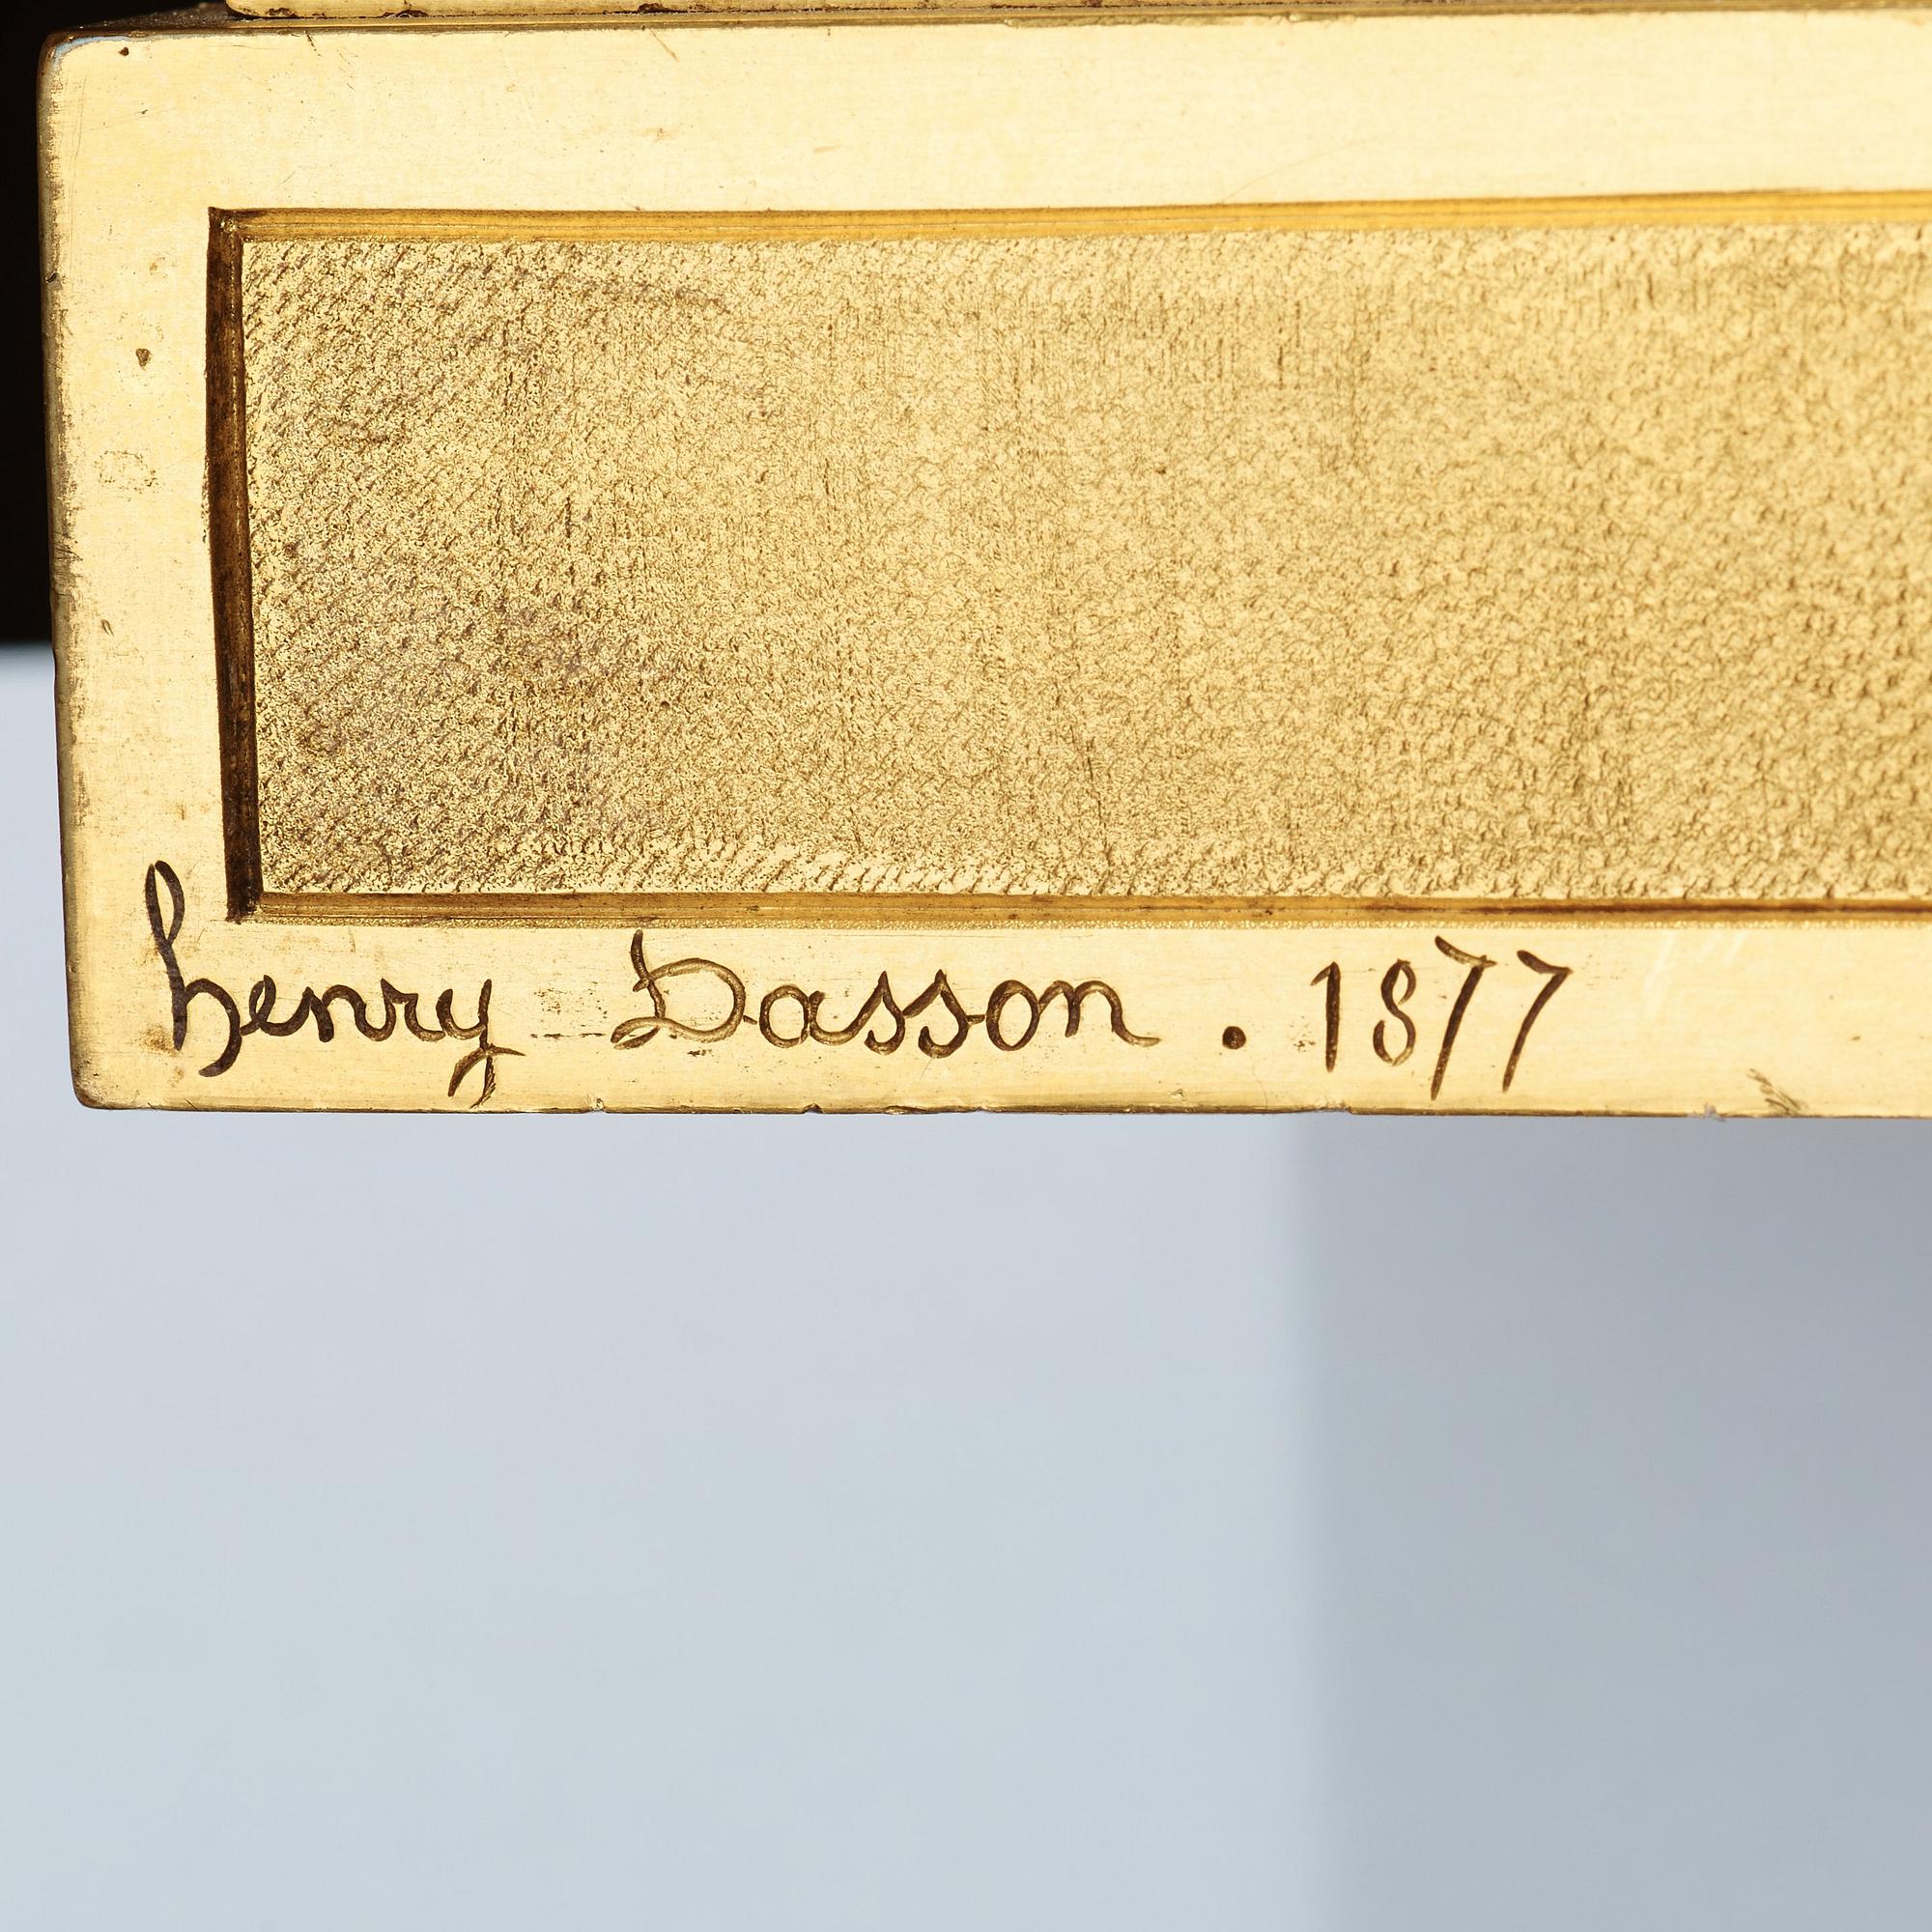 henry Dasson . 1877